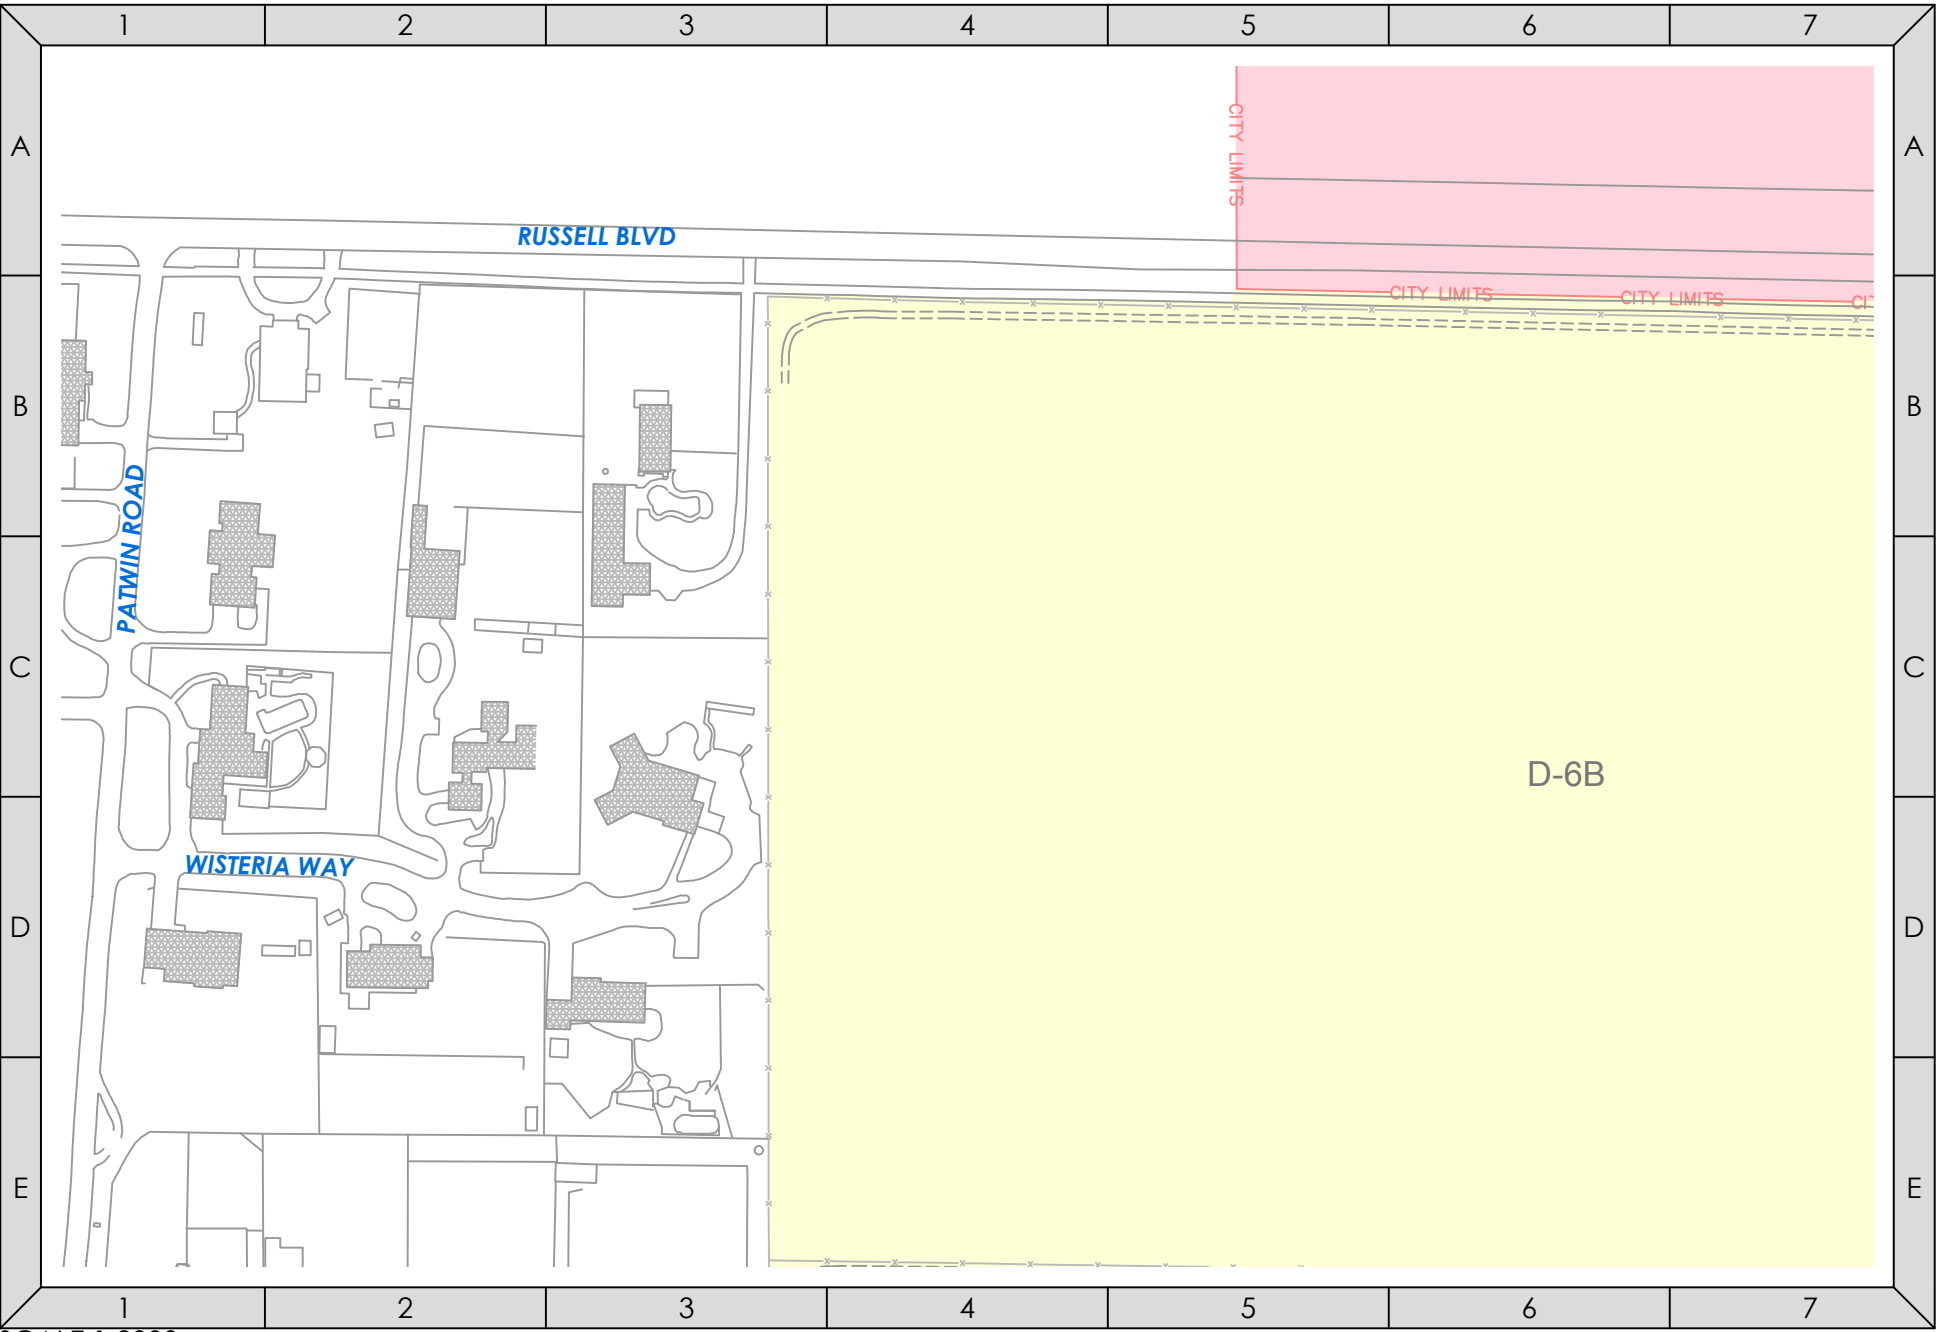 1 2 3 4 5 6 7
A A
CITY LIMITS
RUSSELL BLVD
CITY LIMITS CITY LIMITS CI
B B
PATWIN ROAD
C C
D-6B
WISTERIA WAY
D D
E E
1 2 3 4 5 6 7